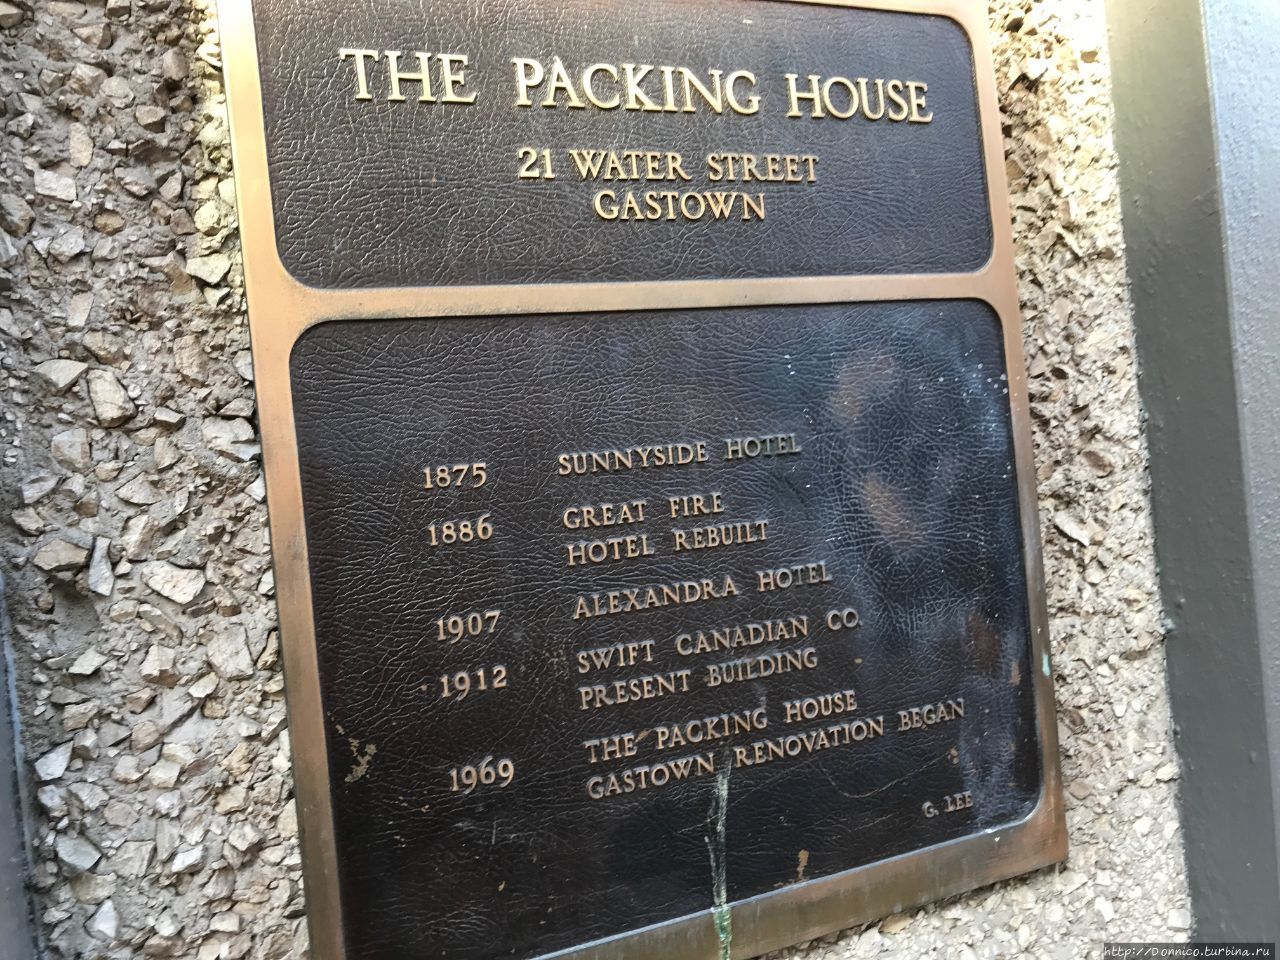 THE PACKING HOUSE
21 WATER STREET
GASTOWN
1875 SUNNYSIDE HOTEL
1886 GREAT FIRE
HOTEL REBUILT
1907 ALEXANDRA HOTEL
1912 SWIFT CANADIAN CO.
PRESENT BUILDING
1969 THE PACKING HOUSE
GASTOWN RENOVATION BEGAN
G. LEE
http://Donnico.turbina.ru